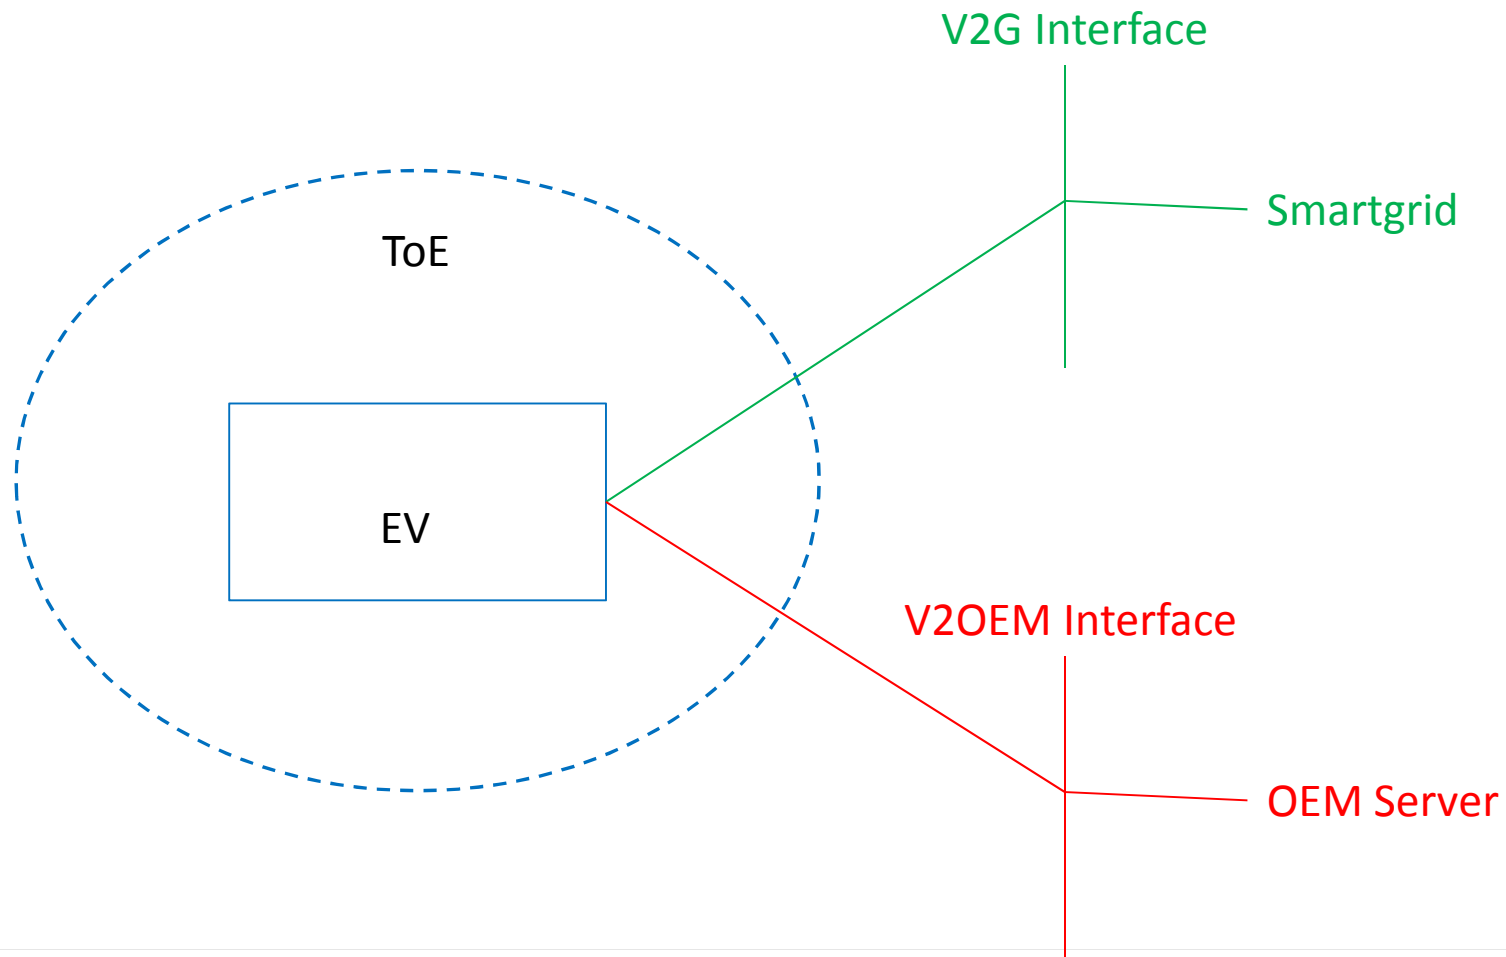 V2G Interface
Smartgrid
ToE
EV
V2OEM Interface
OEM Server